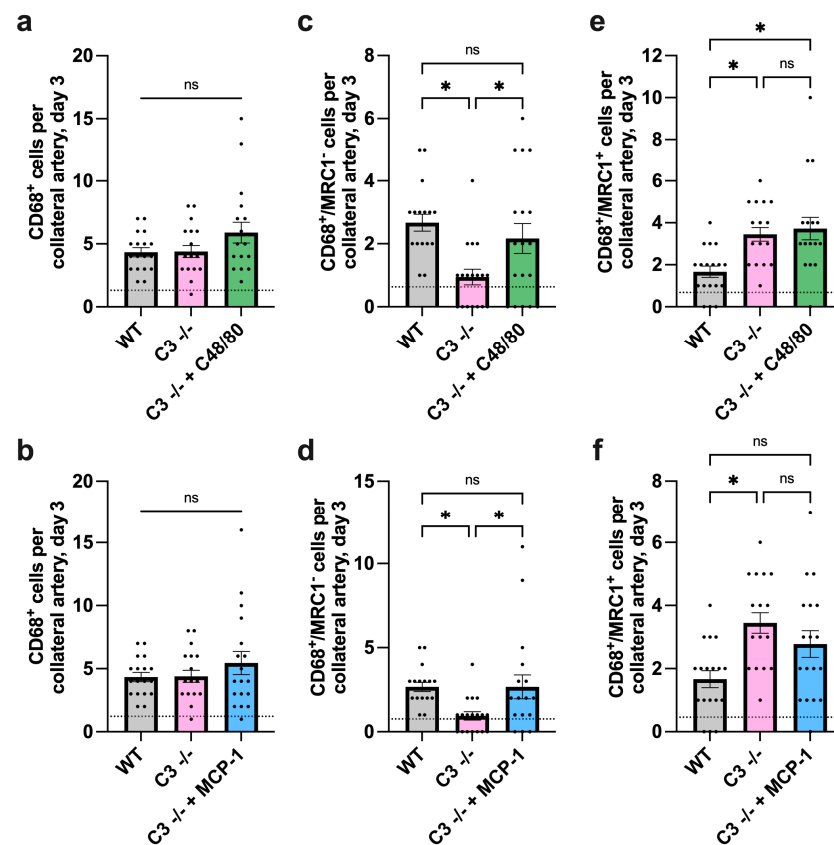 a
CD68+ cells per
collateral artery, day 3
20
15
10
5
0
ns
WT
C3 -/-
C3 -/- + C48/80
c
CD68+/MRC1- cells per
collateral artery, day 3
8
6
4
2
0
ns
* *
WT
C3 -/-
C3 -/- + C48/80
e
CD68+/MRC1+ cells per
collateral artery, day 3
12
10
8
6
4
2
0
*
* ns
WT
C3 -/-
C3 -/- + C48/80
b
CD68+ cells per
collateral artery, day 3
20
15
10
5
0
ns
WT
C3 -/-
C3 -/- + MCP-1
d
CD68+/MRC1- cells per
collateral artery, day 3
15
10
5
0
ns
* *
WT
C3 -/-
C3 -/- + MCP-1
f
CD68+/MRC1+ cells per
collateral artery, day 3
8
6
4
2
0
ns
* ns
WT
C3 -/-
C3 -/- + MCP-1